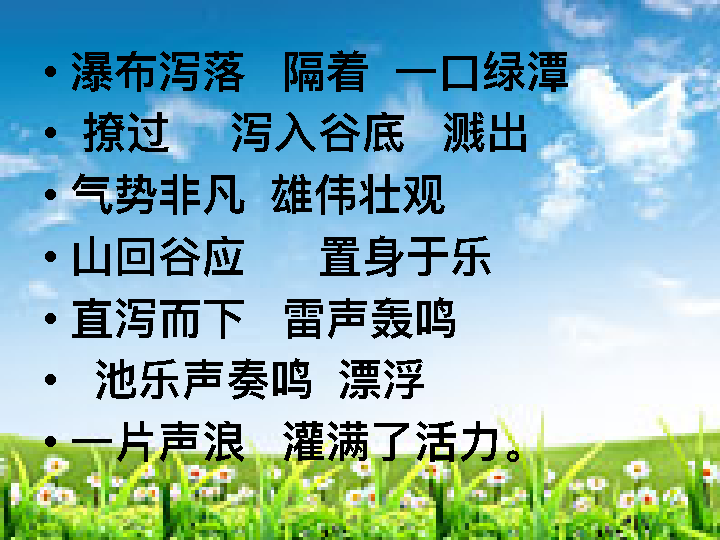 • 瀑布泻落 隔着 一口绿潭
• 撩过 泻入谷底 溅出
• 气势非凡 雄伟壮观
• 山回谷应 置身于乐
• 直泻而下 雷声轰鸣
• 池乐声奏鸣 漂浮
• 一片声浪 灌满了活力。